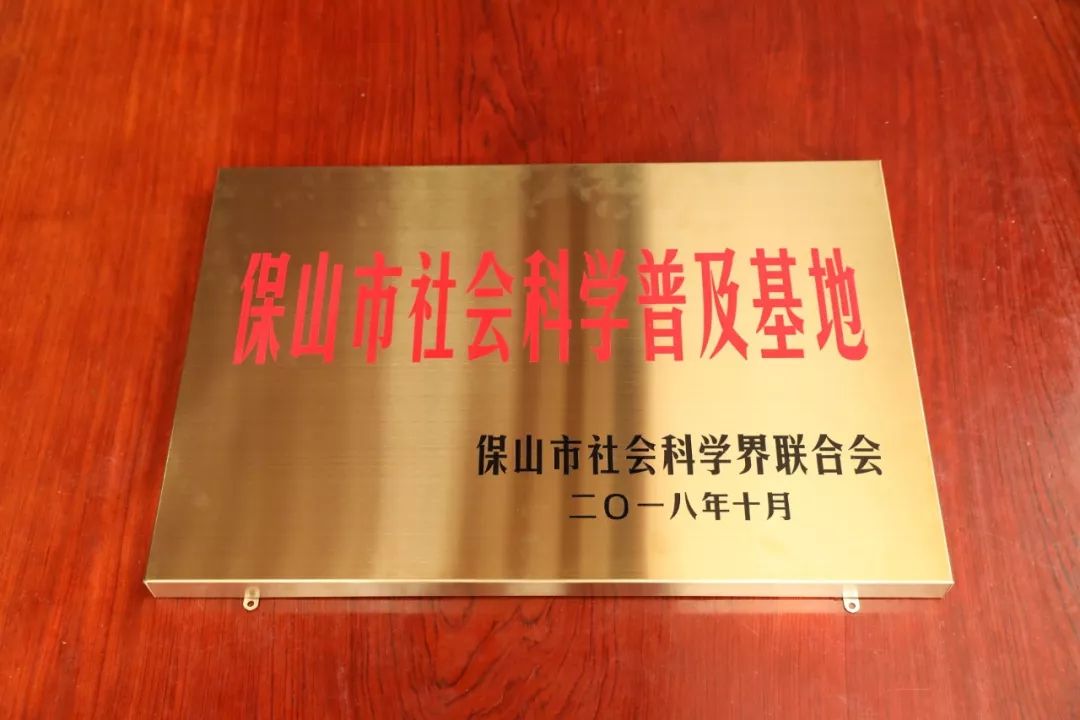 保山市社会科学普及基地
保山市社会科学界联合会
二〇一八年十月